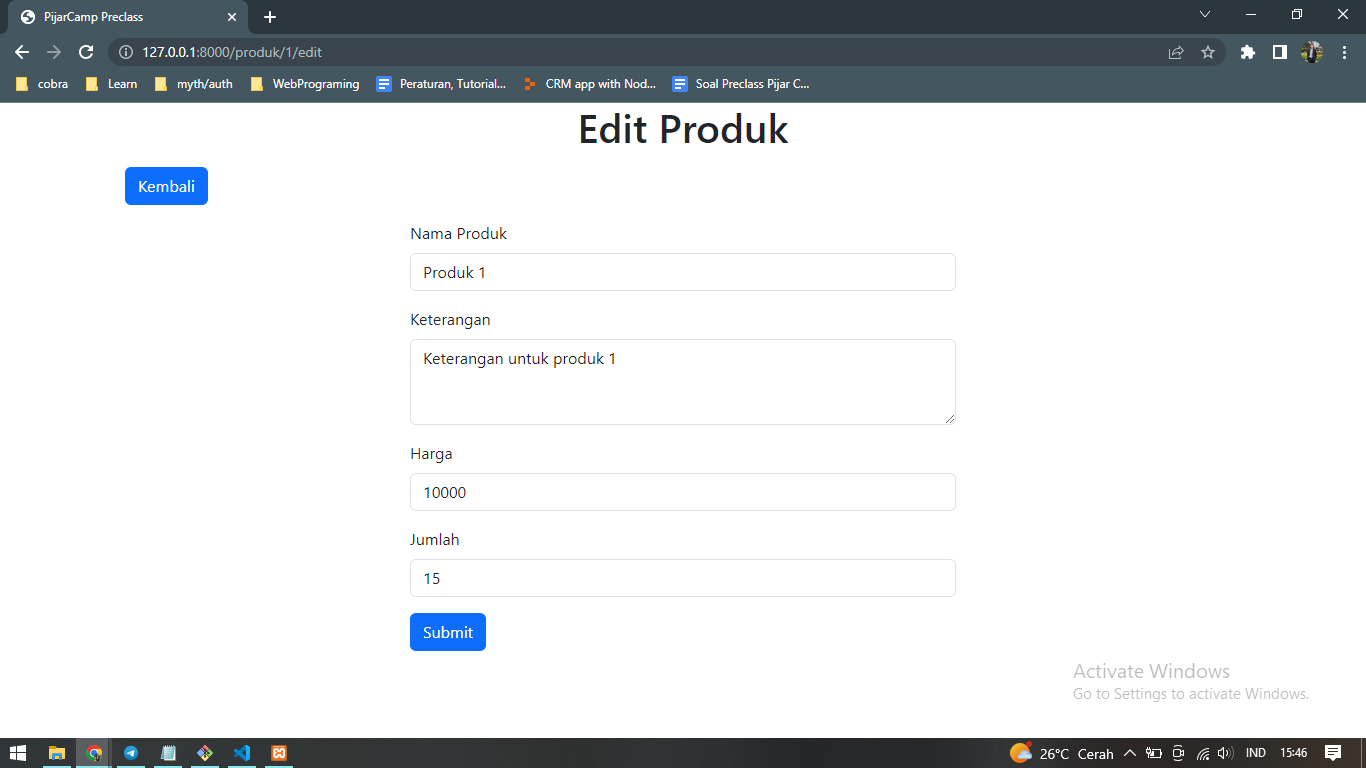 PijarCamp Preclass
127.0.0.1:8000/produk/1/edit
cobra
Learn
myth/auth
WebPrograming
Peraturan, Tutorial...
CRM app with Nod...
Soal Preclass Pijar C...
Edit Produk
Kembali
Nama Produk
Produk 1
Keterangan
Keterangan untuk produk 1
Harga
10000
Jumlah
15
Submit
Activate Windows
Go to Settings to activate Windows.
26°C Cerah
IND
15:46